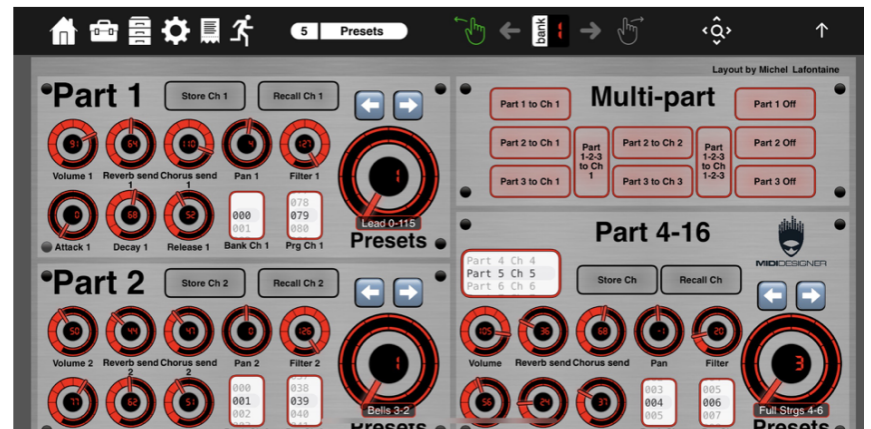 5 Presets
bank 1
Layout by Michel Lafontaine
Part 1
Store Ch 1
Recall Ch 1
91
64
110
4
127
Volume 1
Reverb send 1
Chorus send 1
Pan 1
Filter 1
1
0
68
52
000
001
078
079
080
Attack 1
Decay 1
Release 1
Bank Ch 1
Prg Ch 1
Lead 0-115
Presets
Multi-part
Part 1 to Ch 1
Part 1 Off
Part 2 to Ch 1
Part 1-2-3 to Ch 1
Part 2 to Ch 2
Part 1-2-3 to Ch 1-2-3
Part 2 Off
Part 3 to Ch 1
Part 3 to Ch 3
Part 3 Off
Part 2
Store Ch 2
Recall Ch 2
50
44
47
0
126
Volume 2
Reverb send 2
Chorus send 2
Pan 2
Filter 2
1
77
62
51
000
001
002
038
039
040
Bells 3-2
Presets
Part 4-16
MIDIDESIGNER
Part 4 Ch 4
Part 5 Ch 5
Part 6 Ch 6
Store Ch
Recall Ch
105
36
68
-1
20
Volume
Reverb send
Chorus send
Pan
Filter
3
56
24
37
003
004
005
005
006
007
Full Strgs 4-6
Presets